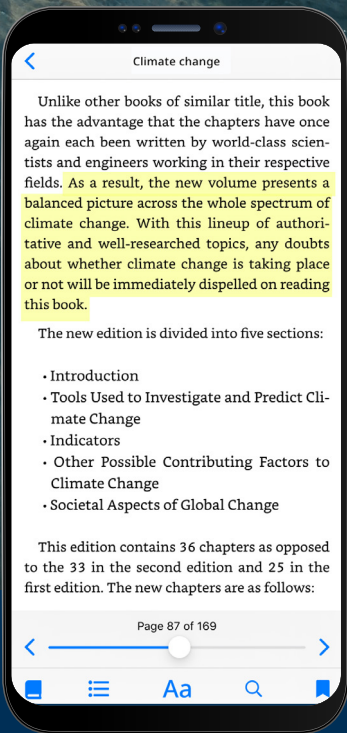 Climate change
Unlike other books of similar title, this book
has the advantage that the chapters have once
again each been written by world-class scien-
tists and engineers working in their respective
fields. As a result, the new volume presents a
balanced picture across the whole spectrum of
climate change. With this lineup of authori-
tative and well-researched topics, any doubts
about whether climate change is taking place
or not will be immediately dispelled on reading
this book.
The new edition is divided into five sections:
• Introduction
• Tools Used to Investigate and Predict Cli-
mate Change
• Indicators
• Other Possible Contributing Factors to
Climate Change
• Societal Aspects of Global Change
This edition contains 36 chapters as opposed
to the 33 in the second edition and 25 in the
first edition. The new chapters are as follows:
Page 87 of 169
Aa